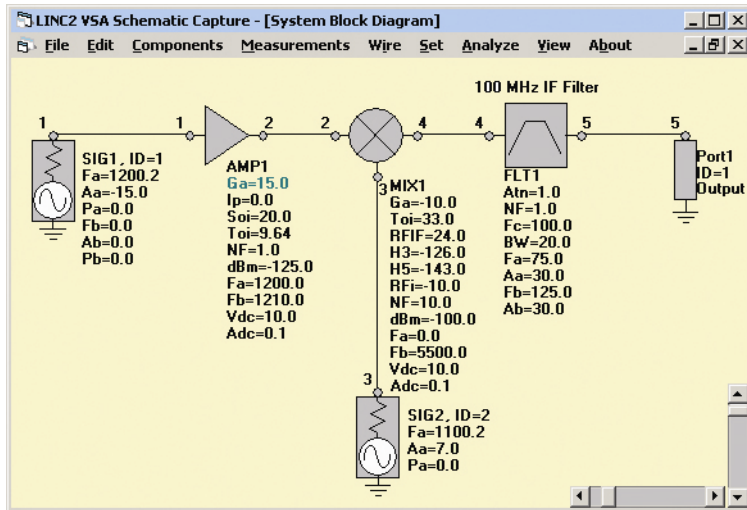 LINC2 VSA Schematic Capture - [System Block Diagram]
File Edit Components Measurements Wire Set Analyze View About
100 MHz IF Filter
1 1 2 2 4 4 5 5
SIG1, ID=1
Fa=1200.2
Aa=-15.0
Pa=0.0
Fb=0.0
Ab=0.0
Pb=0.0
AMP1
Ga=15.0
Ip=0.0
Soi=20.0
Toi=9.64
NF=1.0
dBm=-125.0
Fa=1200.0
Fb=1210.0
Vdc=10.0
Adc=0.1
3
MIX1
Ga=-10.0
Toi=33.0
RFIF=24.0
H3=-126.0
H5=-143.0
RFi=-10.0
NF=10.0
dBm=-100.0
Fa=0.0
Fb=5500.0
Vdc=10.0
Adc=0.1
FLT1
Atn=1.0
NF=1.0
Fc=100.0
BW=20.0
Fa=75.0
Aa=30.0
Fb=125.0
Ab=30.0
Port1
ID=1
Output
3
SIG2, ID=2
Fa=1100.2
Aa=7.0
Pa=0.0